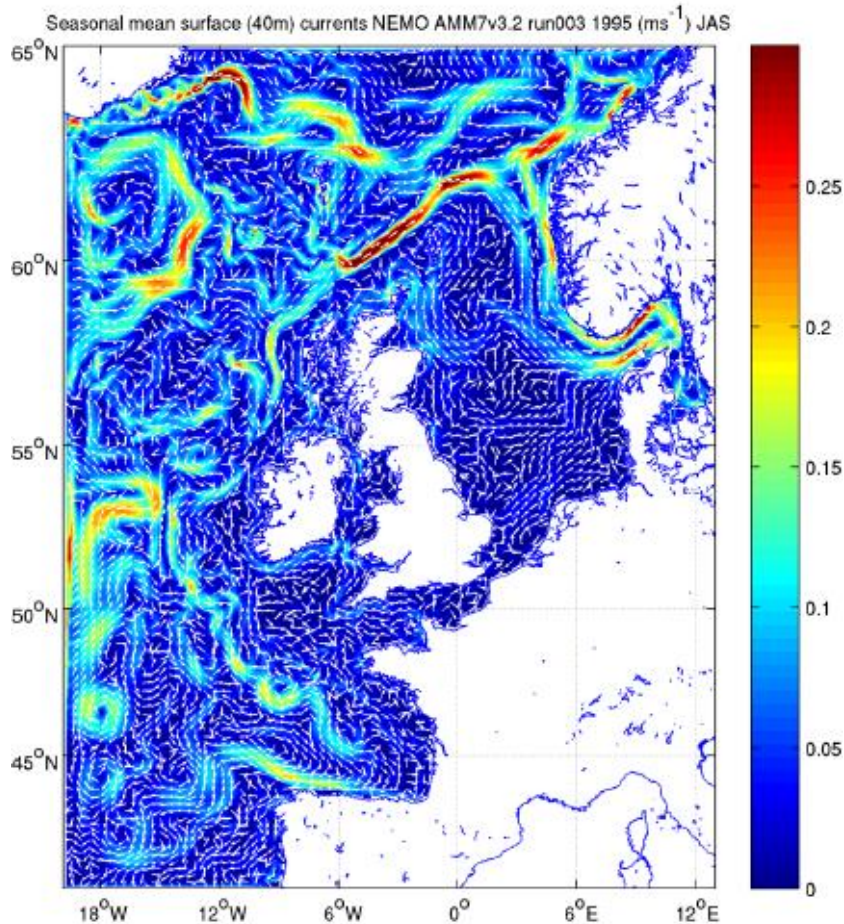 Seasonal mean surface (40m) currents NEMO AMM7v3.2 run003 1995 (ms⁻¹) JAS
65°N
60°N
55°N
50°N
45°N
18°W 12°W 6°W 0° 6°E 12°E
0.25
0.2
0.15
0.1
0.05
0